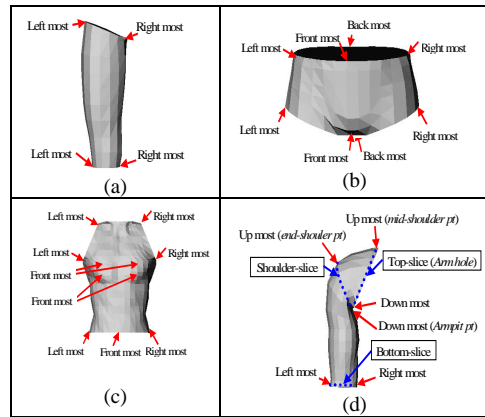 Left most
Right most
Left most
Right most
(a)
Back most
Front most
Left most
Right most
Left most
Right most
Front most
Back most
(b)
Left most
Right most
Left most
Right most
Front most
Front most
Left most
Front most
Right most
(c)
Up most (mid-shoulder pt)
Up most (end-shouler pt)
Shoulder-slice
Top-slice (Armhole)
Down most
Down most (Armpit pt)
Bottom-slice
Left most
Right most
(d)